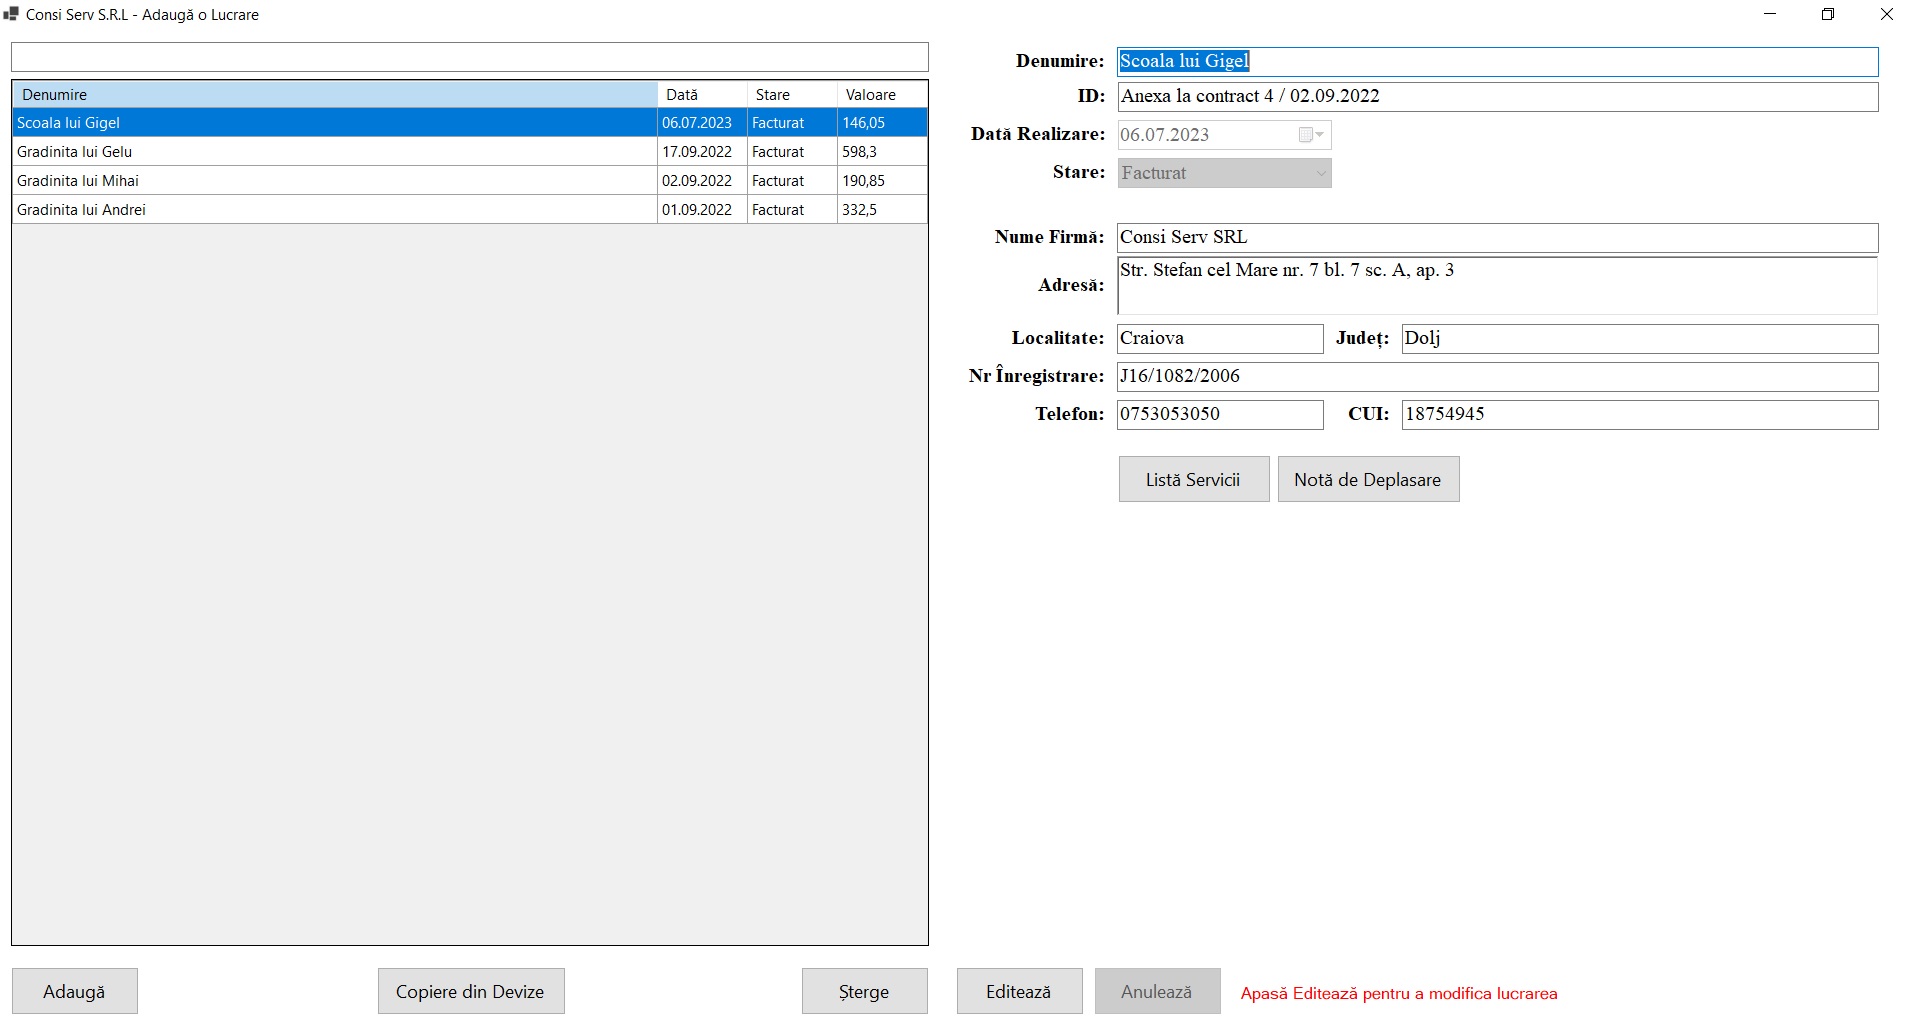 Consi Serv S.R.L - Adaugă o Lucrare
Denumire Dată Stare Valoare
Scoala lui Gigel 06.07.2023 Facturat 146,05
Gradinita lui Gelu 17.09.2022 Facturat 598,3
Gradinita lui Mihai 02.09.2022 Facturat 190,85
Gradinita lui Andrei 01.09.2022 Facturat 332,5
Denumire: Scoala lui Gigel
ID: Anexa la contract 4 / 02.09.2022
Dată Realizare: 06.07.2023
Stare: Facturat
Nume Firmă: Consi Serv SRL
Adresă: Str. Stefan cel Mare nr. 7 bl. 7 sc. A, ap. 3
Localitate: Craiova Județ: Dolj
Nr Înregistrare: J16/1082/2006
Telefon: 0753053050 CUI: 18754945
Listă Servicii Notă de Deplasare
Adaugă Copiere din Devize Șterge Editează Anulează Apasă Editează pentru a modifica lucrarea